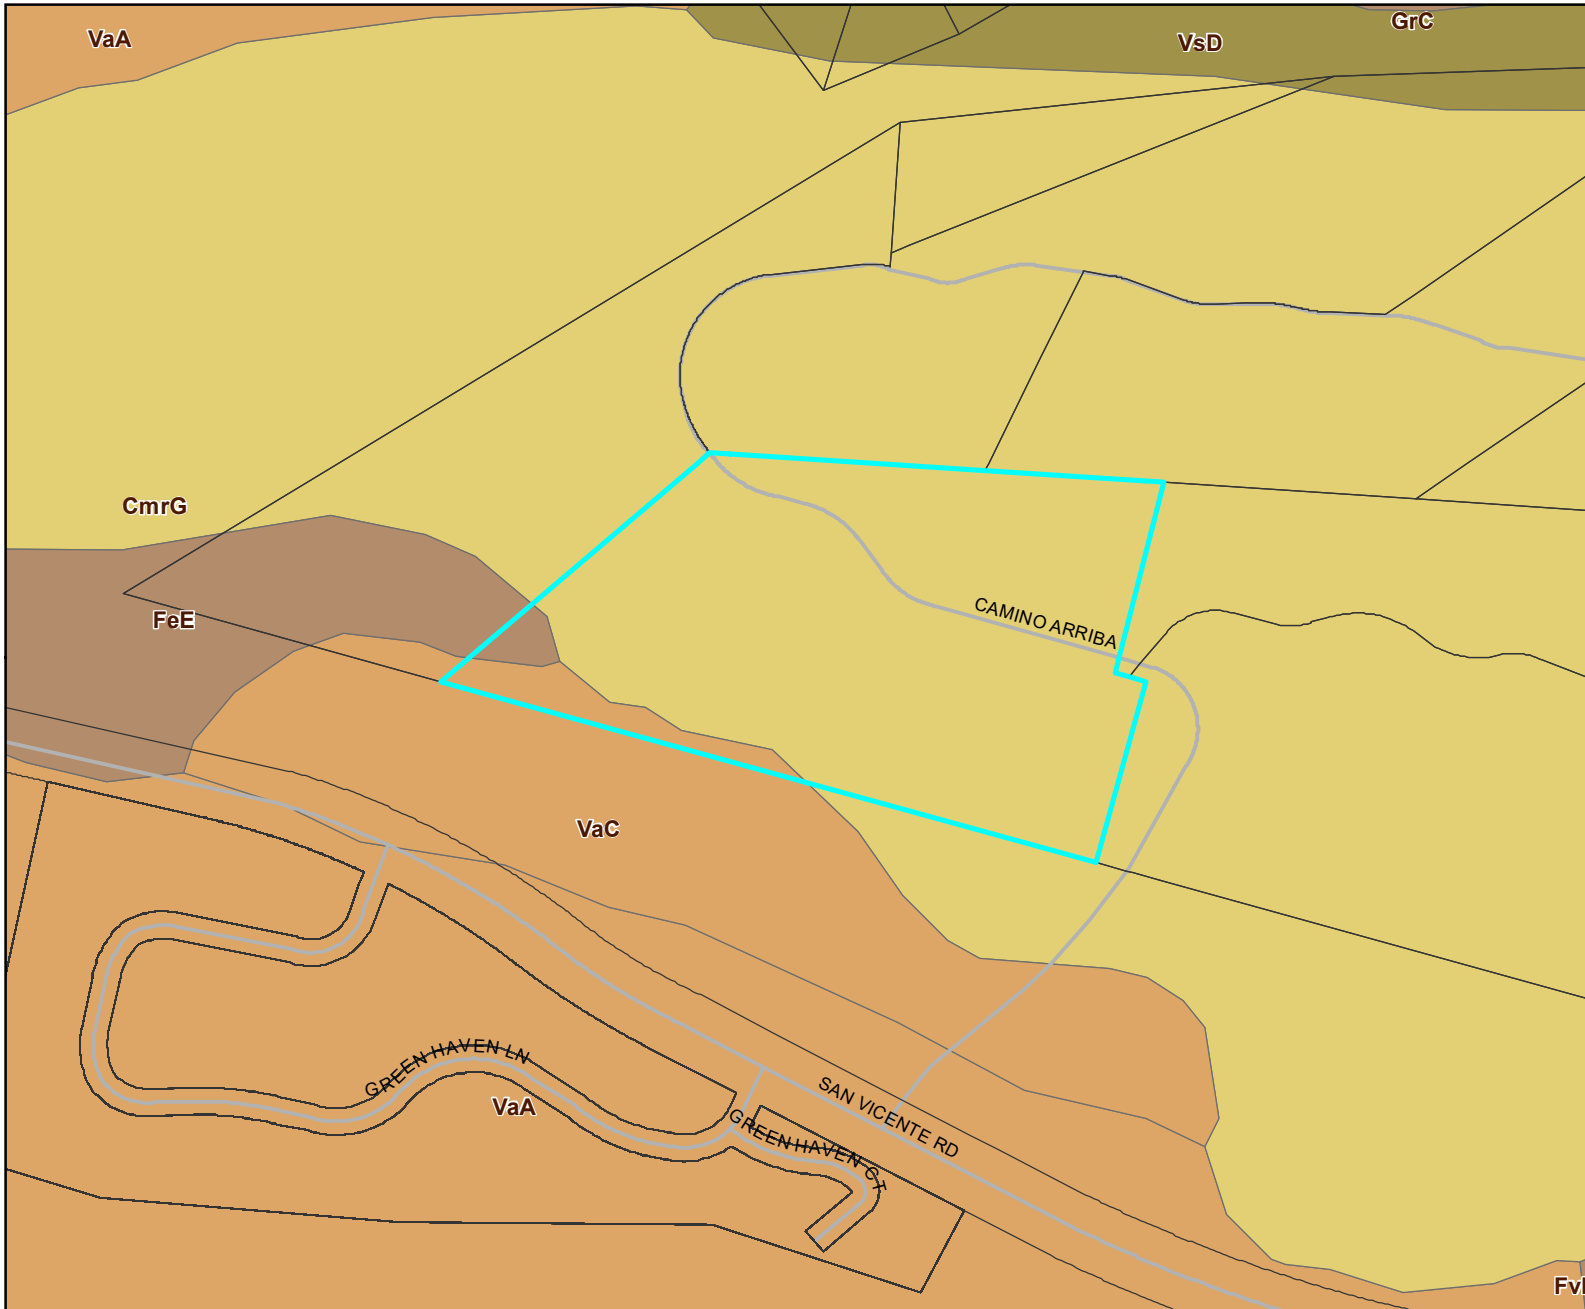 VaA
GrC
VsD
CmrG
CAMINO ARRIBA
FeE
VaC
GREEN HAVEN LN
SAN VICENTE RD
VaA
GREEN HAVEN CT